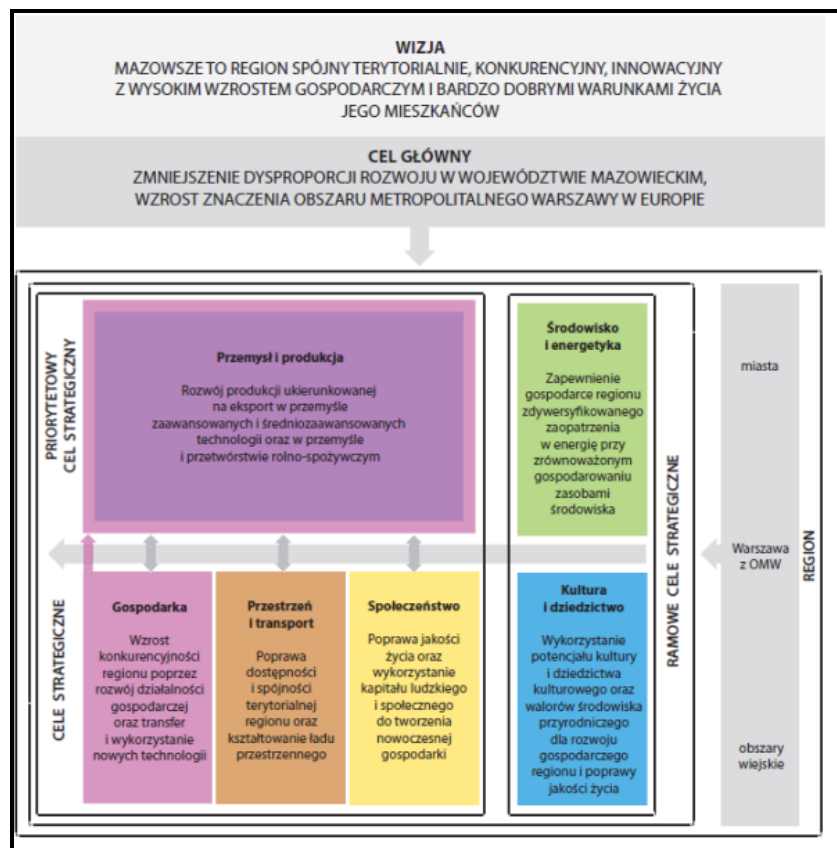 WIZJA
MAZOWSZE TO REGION SPÓJNY TERYTORIALNIE, KONKURENCYJNY, INNOWACYJNY
Z WYSOKIM WZROSTEM GOSPODARCZYM I BARDZO DOBRYMI WARUNKAMI ŻYCIA
JEGO MIESZKAŃCÓW
CEL GŁÓWNY
ZMNIEJSZENIE DYSPROPORCJI ROZWOJU W WOJEWÓDZTWIE MAZOWIECKIM,
WZROST ZNACZENIA OBSZARU METROPOLITALNEGO WARSZAWY W EUROPIE
PRIORYTETOWY
CEL STRATEGICZNY
Przemysł i produkcja
Rozwój produkcji ukierunkowanej
na eksport w przemyśle
zaawansowanych i średniozaawansowanych
technologii oraz w przemyśle
i przetwórstwie rolno-spożywczym
Środowisko
i energetyka
Zapewnienie
gospodarce regionu
zdywersyfikowanego
zaopatrzenia
w energię przy
zrównoważonym
gospodarowaniu
zasobami
środowiska
CELE STRATEGICZNE
Gospodarka
Wzrost
konkurencyjności
regionu poprzez
rozwój działalności
gospodarczej
oraz transfer
i wykorzystanie
nowych technologii
Przestrzeń
i transport
Poprawa
dostępności
i spójności
terytorialnej
regionu oraz
kształtowanie ładu
przestrzennego
Społeczeństwo
Poprawa jakości
życia oraz
wykorzystanie
kapitału ludzkiego
i społecznego
do tworzenia
nowoczesnej
gospodarki
Kultura
i dziedzictwo
Wykorzystanie
potencjału kultury
i dziedzictwa
kulturowego oraz
walorów środowiska
przyrodniczego
dla rozwoju
gospodarczego
regionu i poprawy
jakości życia
RAMOWE CELE STRATEGICZNE
miasta
Warszawa
z OMW
obszary
wiejskie
REGION